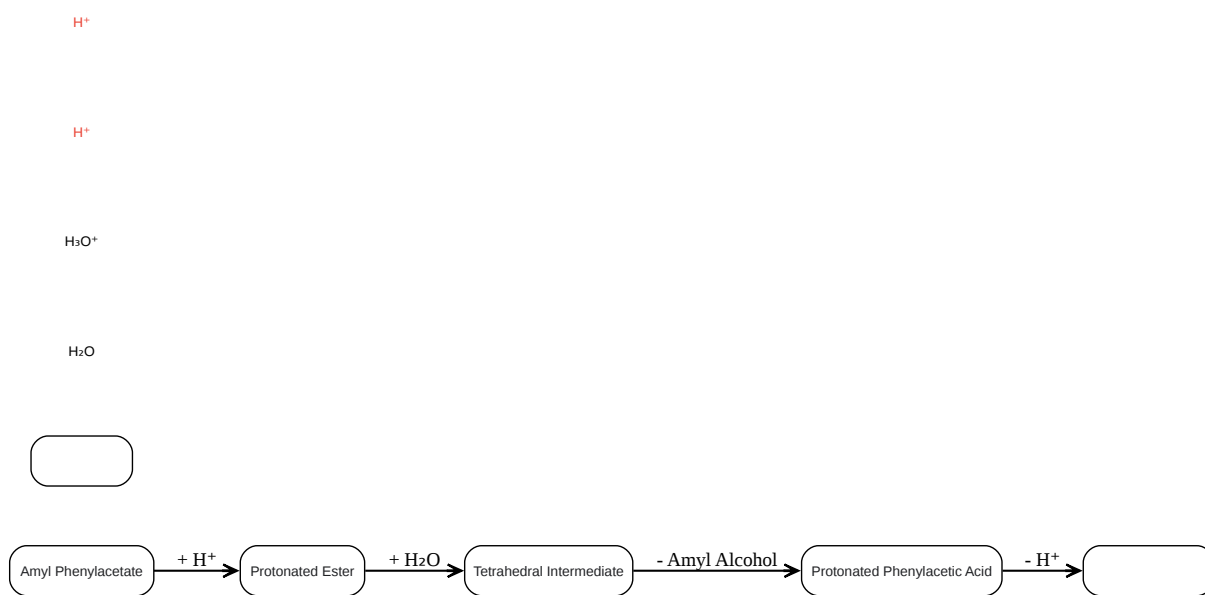 H⁺
H⁺
H₃O⁺
H₂O
Amyl Phenylacetate
+ H⁺
Protonated Ester
+ H₂O
Tetrahedral Intermediate
- Amyl Alcohol
Protonated Phenylacetic Acid
- H⁺